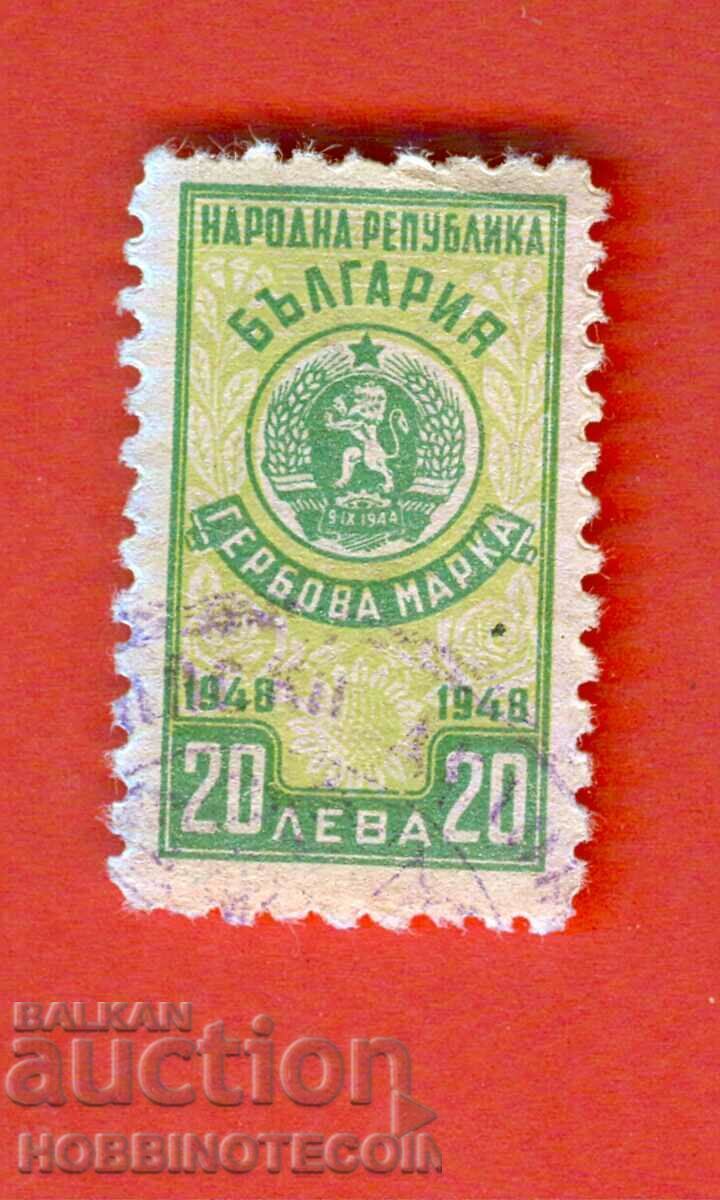 НАРОДНА РЕПУБЛИКА
БЪЛГАРИЯ
9 IX 1944
ГЕРБОВА МАРКА
1948 1948
20 ЛЕВА 20
BALKAN
auction
HOBBINOTECOIN